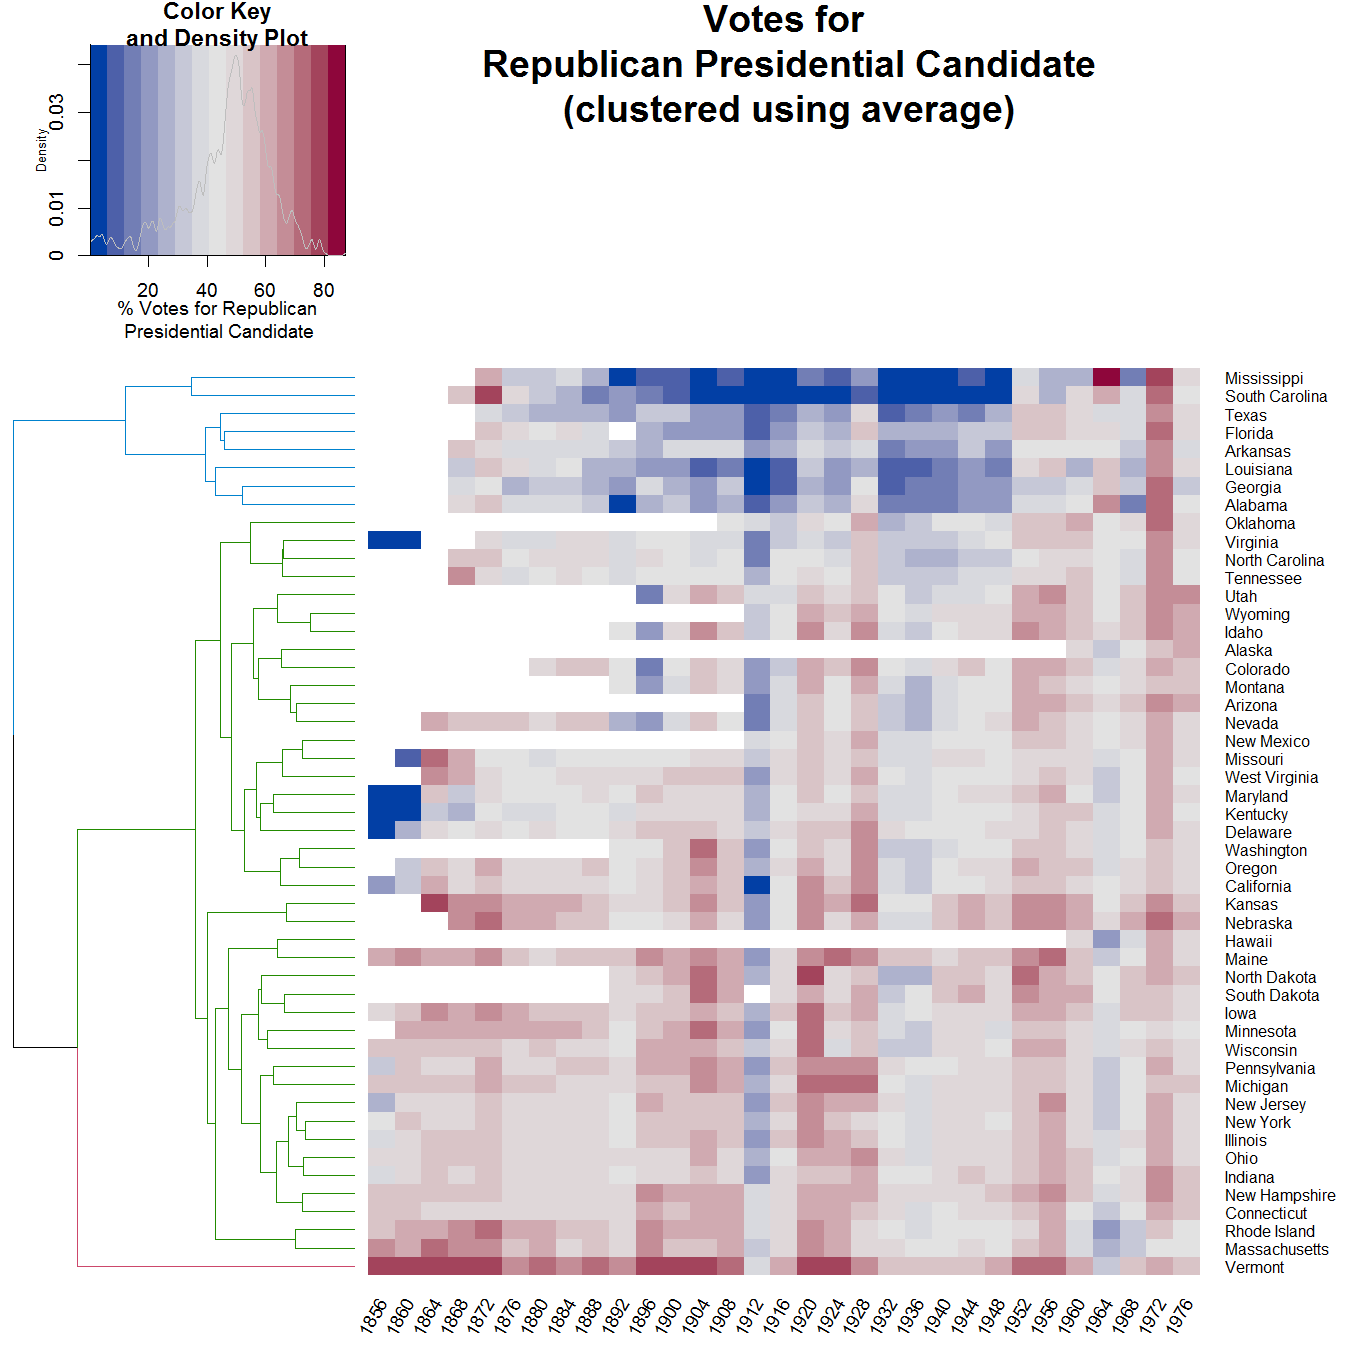 Color Key
and Density Plot
Votes for
Republican Presidential Candidate
(clustered using average)
Density
0.03
0.01
0
20 40 60 80
% Votes for Republican
Presidential Candidate
Mississippi
South Carolina
Texas
Florida
Arkansas
Louisiana
Georgia
Alabama
Oklahoma
Virginia
North Carolina
Tennessee
Utah
Wyoming
Idaho
Alaska
Colorado
Montana
Arizona
Nevada
New Mexico
Missouri
West Virginia
Maryland
Kentucky
Delaware
Washington
Oregon
California
Kansas
Nebraska
Hawaii
Maine
North Dakota
South Dakota
Iowa
Minnesota
Wisconsin
Pennsylvania
Michigan
New Jersey
New York
Illinois
Ohio
Indiana
New Hampshire
Connecticut
Rhode Island
Massachusetts
Vermont
1856 1860 1864 1868 1872 1876 1880 1884 1888 1892 1896 1900 1904 1908 1912 1916 1920 1924 1928 1932 1936 1940 1944 1948 1952 1956 1960 1964 1968 1972 1976